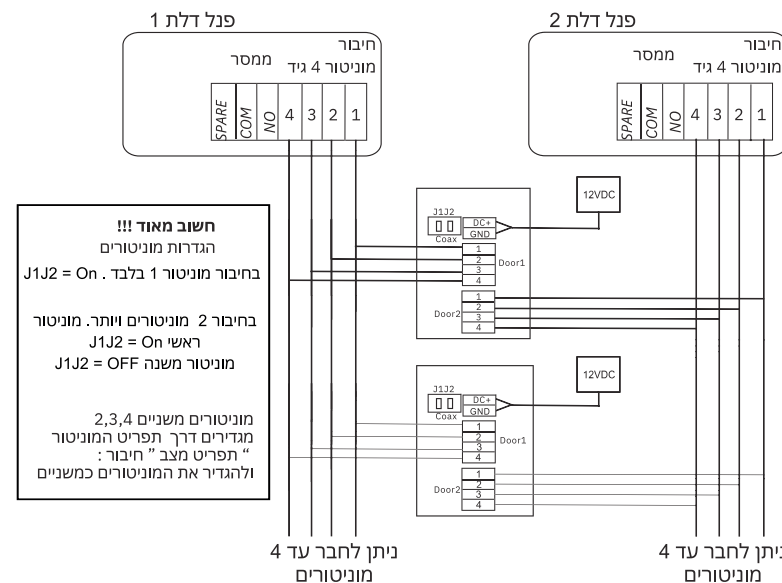 פנל דלת 1
חיבור
מוניטור 4 גיד
ממסר
SPARE
COM
NO
4
3
2
1
פנל דלת 2
חיבור
מוניטור 4 גיד
ממסר
SPARE
COM
NO
4
3
2
1
12VDC
J1J2
Coax
DC+
GND
1
2
3
4
Door1
1
2
3
4
Door2
12VDC
J1J2
Coax
DC+
GND
1
2
3
4
Door1
1
2
3
4
Door2
חשוב מאוד !!!
הגדרות מוניטורים
בחיבור מוניטור 1 בלבד . J1J2 = On
בחיבור 2 מוניטורים ויותר. מוניטור
ראשי J1J2 = On
מוניטור משנה J1J2 = OFF
מוניטורים משניים 2,3,4
מגדירים דרך תפריט המוניטור
“ תפריט מצב ” חיבור :
ולהגדיר את המוניטורים כמשניים
ניתן לחבר עד 4
מוניטורים
ניתן לחבר עד 4
מוניטורים